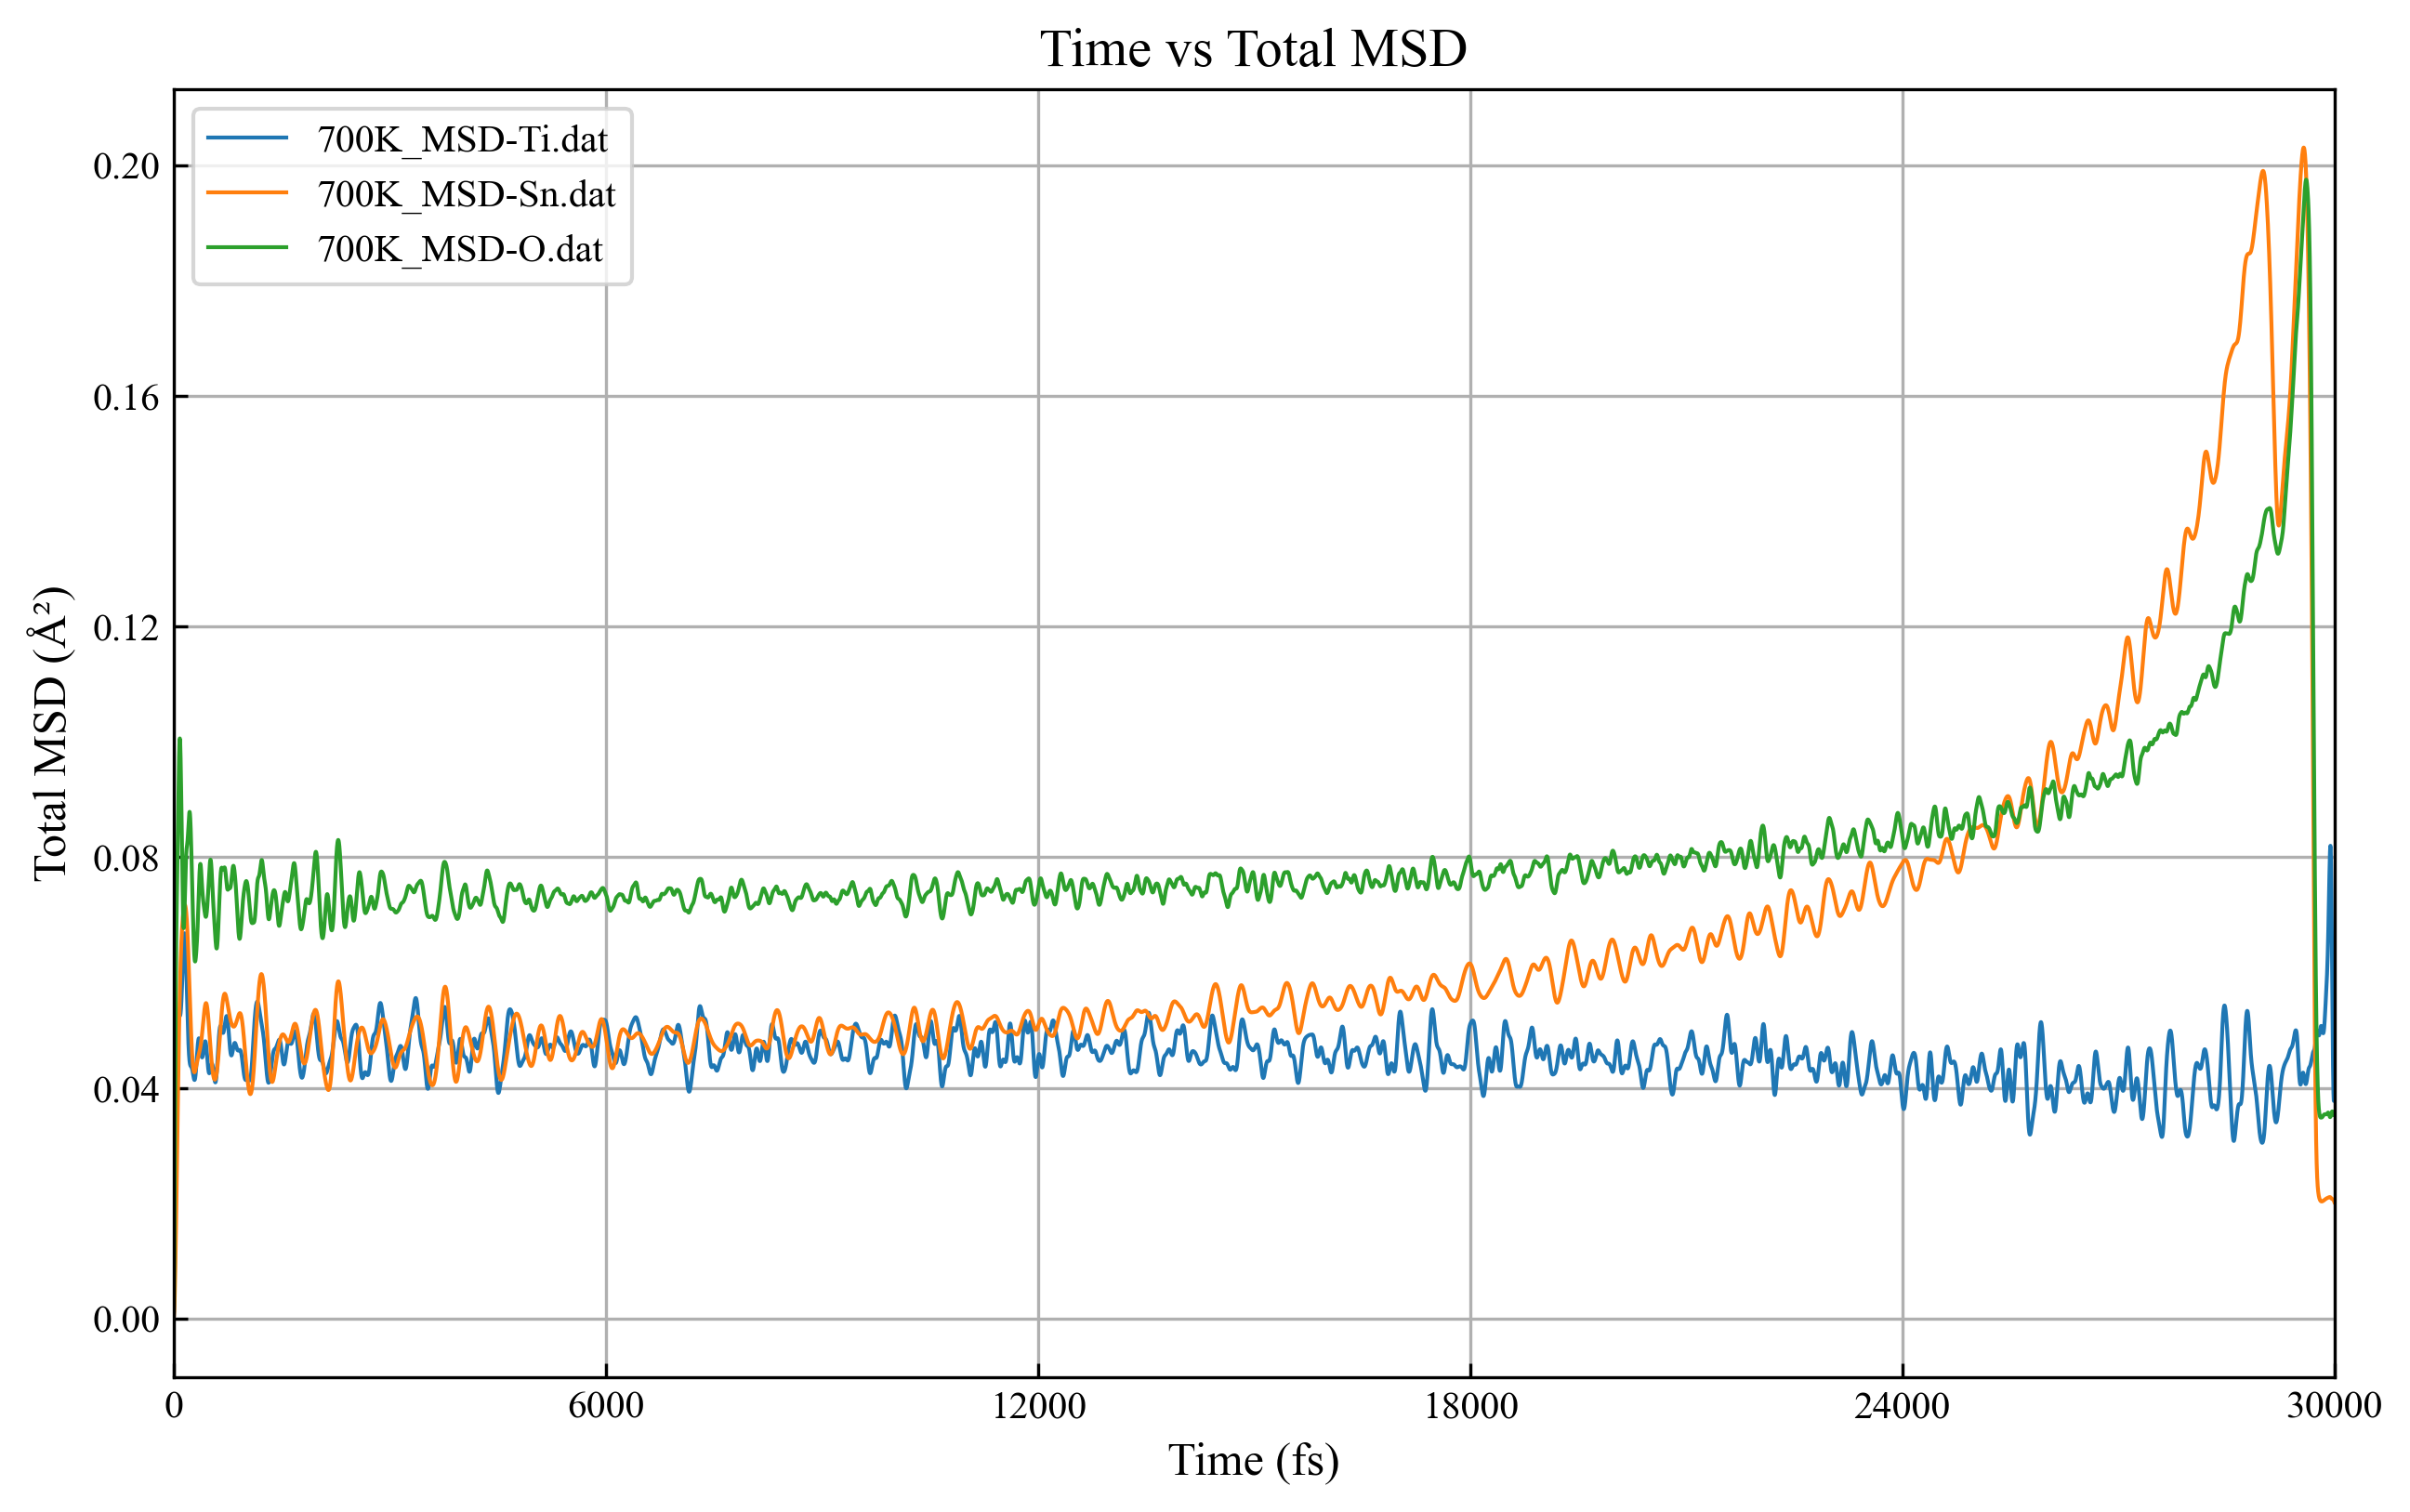 Time vs Total MSD
700K_MSD-Ti.dat
700K_MSD-Sn.dat
700K_MSD-O.dat
0.20
0.16
0.12
0.08
0.04
0.00
Total MSD (Å²)
0 6000 12000 18000 24000 30000
Time (fs)